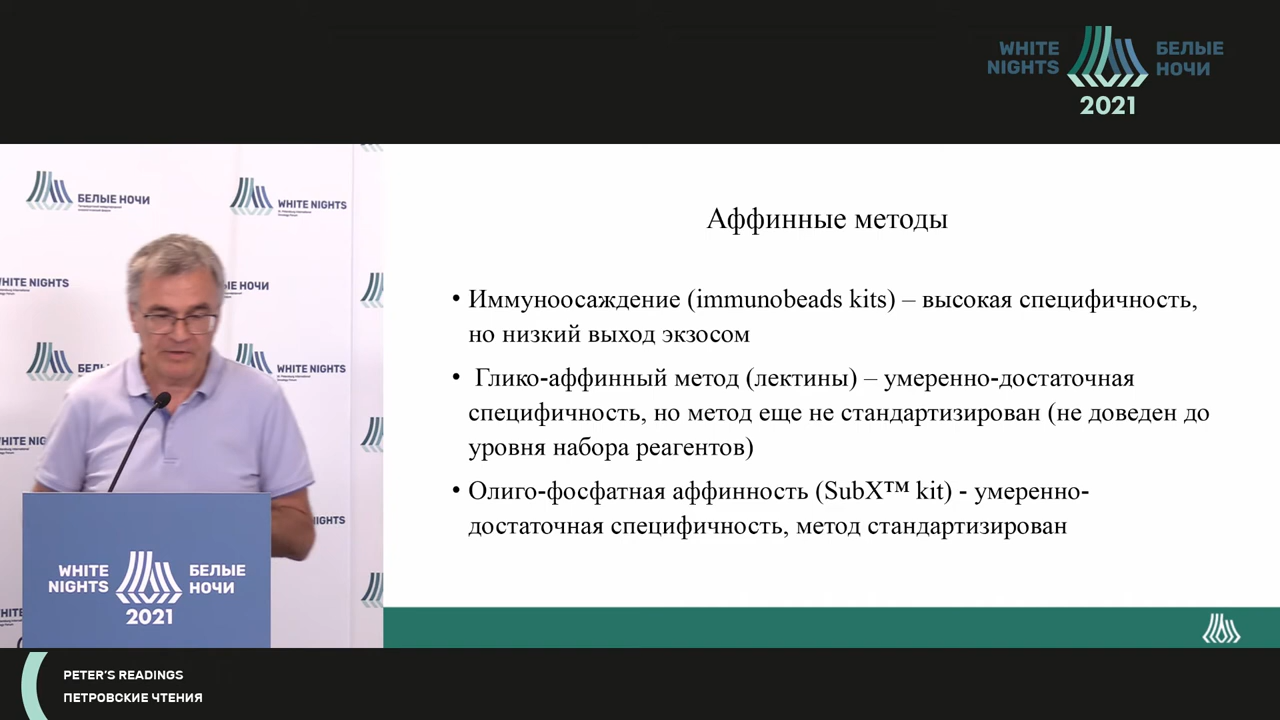 WHITE
NIGHTS
БЕЛЫЕ
НОЧИ
2021
БЕЛЫЕ НОЧИ
WHITE NIGHTS
WHITE NIGHTS
WHITE NIGHTS
Аффинные методы
• Иммуноосаждение (immunobeads kits) – высокая специфичность,
но низкий выход экзосом
• Глико-аффинный метод (лектины) – умеренно-достаточная
специфичность, но метод еще не стандартизирован (не доведен до
уровня набора реагентов)
• Олиго-фосфатная аффинность (SubX™ kit) - умеренно-
достаточная специфичность, метод стандартизирован
WHITE
NIGHTS
БЕЛЫЕ
НОЧИ
2021
PETER'S READINGS
ПЕТРОВСКИЕ ЧТЕНИЯ